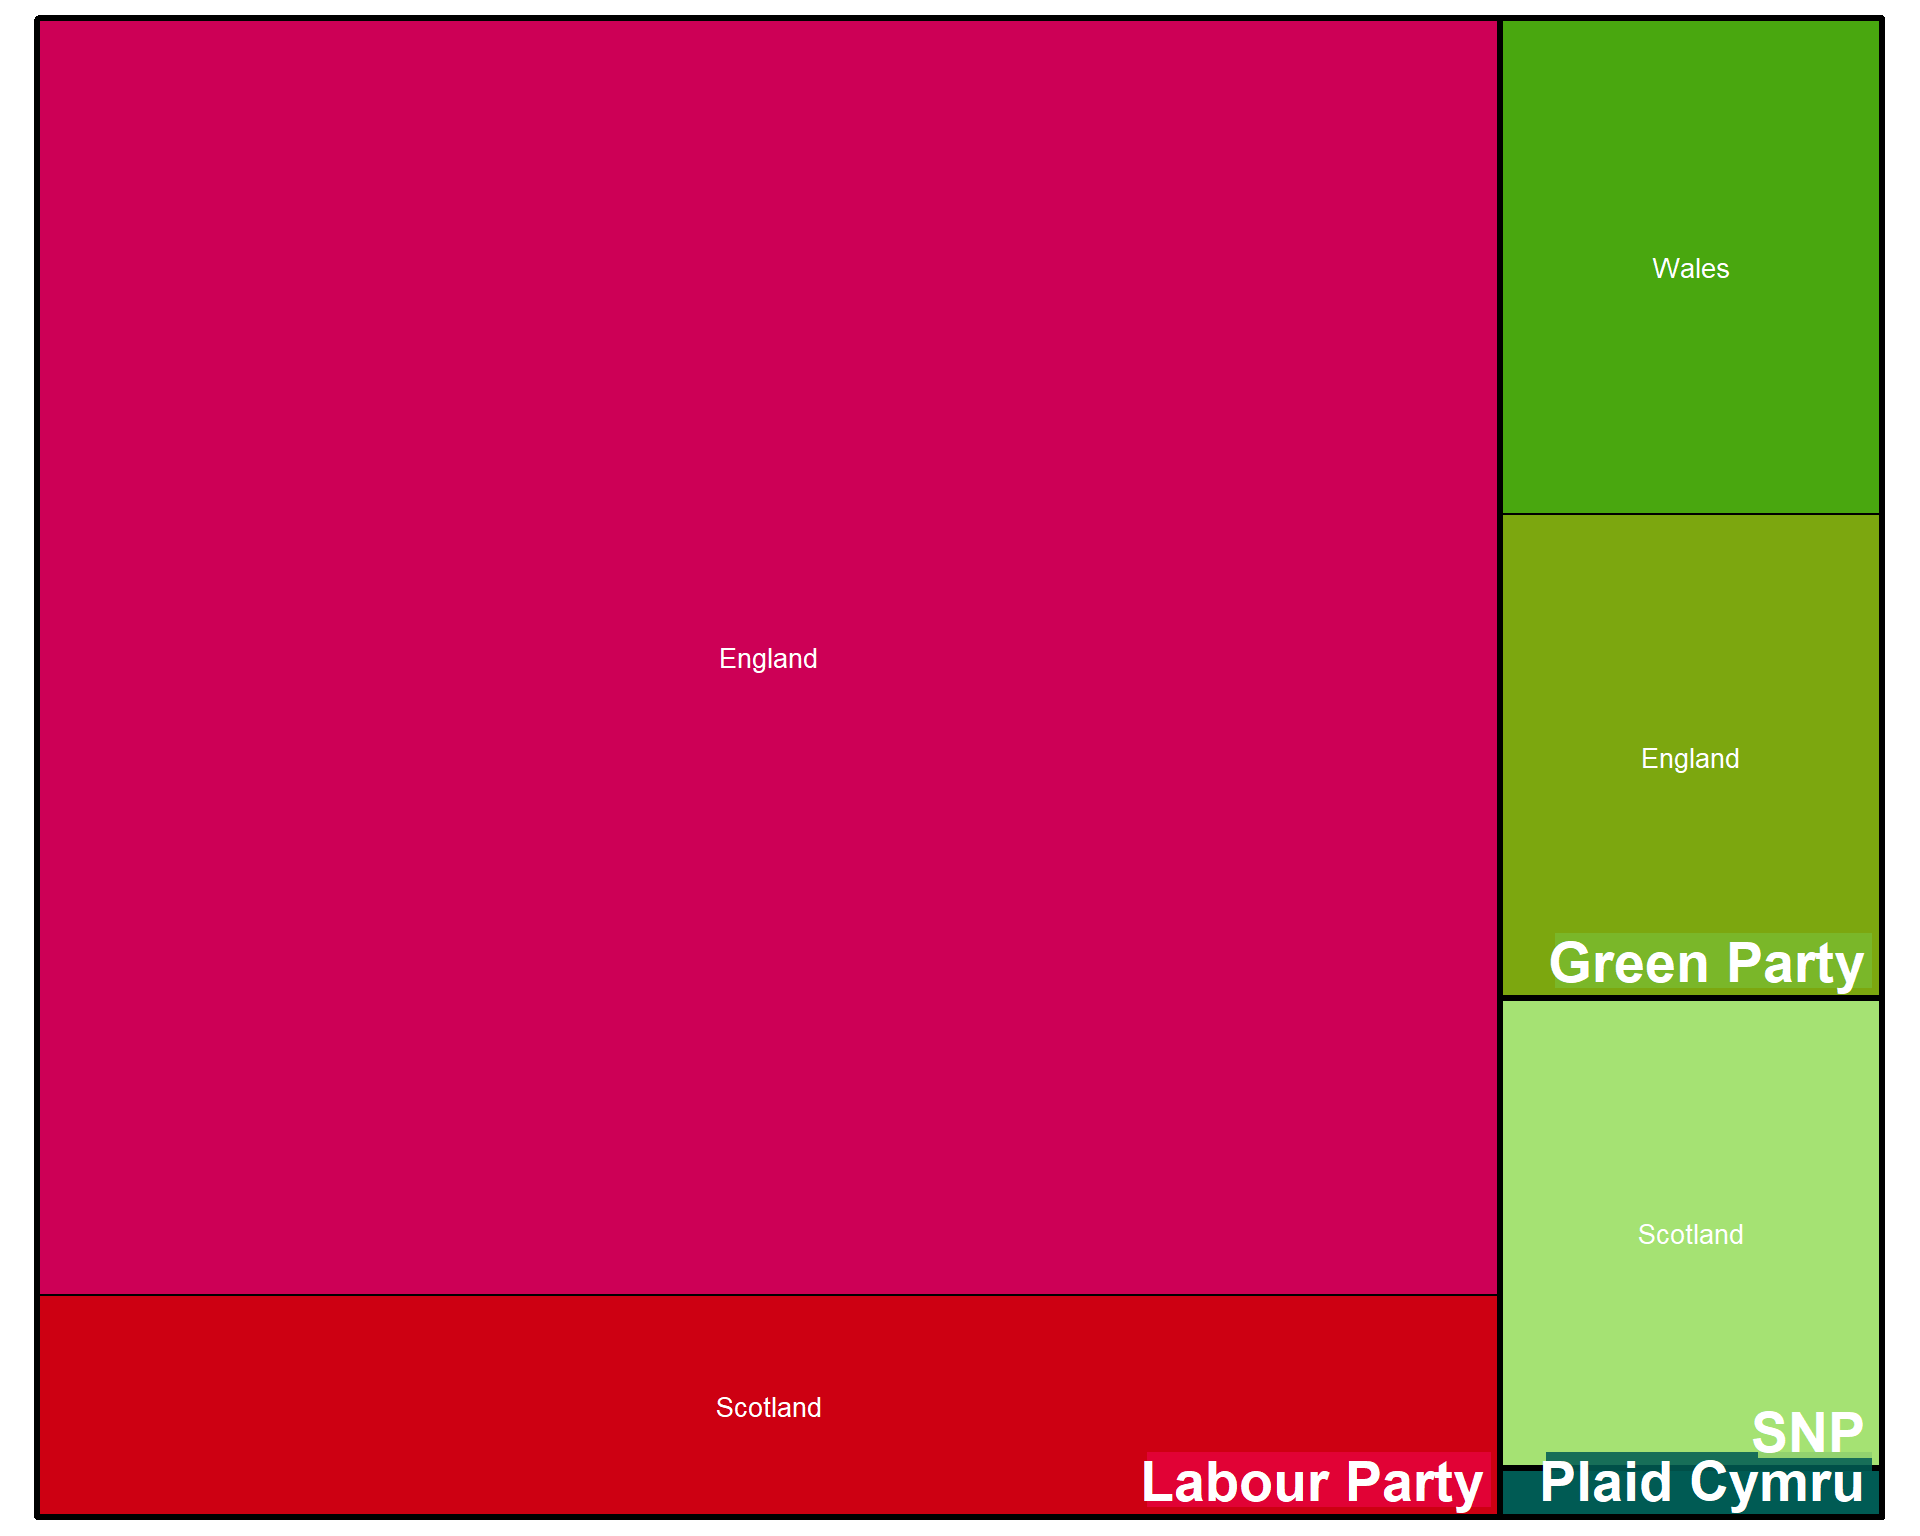 England
Scotland
Labour Party
Wales
England
Green Party
Scotland
SNP
Plaid Cymru